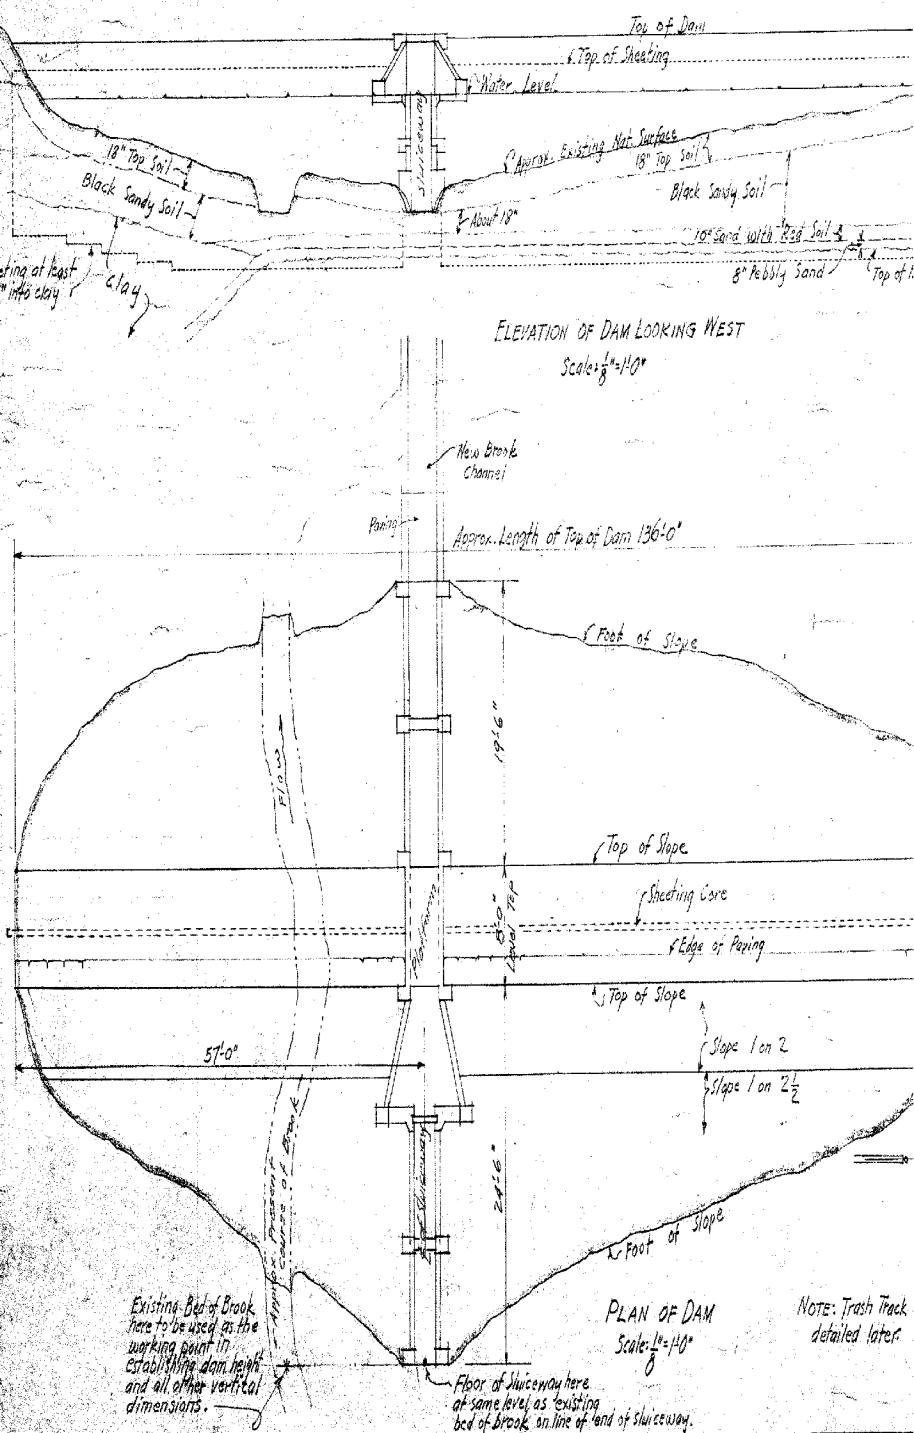 Top of Dam
Top of Sheeting
Water Level
Sluiceway
Approx. Existing Nat. Surface
18" Top Soil
18" Top Soil
Black Sandy Soil
Black Sandy Soil
About 18"
10" Sand with Red Soil
8" Pebbly Sand
Top of
at least
into clay
Clay
ELEVATION OF DAM LOOKING WEST
Scale: 1/8"=1'-0"
New Brook
Channel
Paving
Approx. Length of Top of Dam 136'-0"
Foot of Slope
19'-6"
Flow
Top of Slope
Sheeting Core
8'-0"
Level Top
Platform
Edge of Paving
Top of Slope
57'-0"
Slope 1 on 2
Slope 1 on 2 1/2
Approx. Present
Course of Brook
of Sluiceway
24'-6"
Foot of Slope
Existing Bed of Brook
here to be used as the
working point in
establishing dam height
and all other vertical
dimensions.
PLAN OF DAM
Scale: 1/8"=1'-0"
NOTE: Trash Track
detailed later.
Floor of Sluiceway here
at same level as existing
bed of brook on line of end of sluiceway.